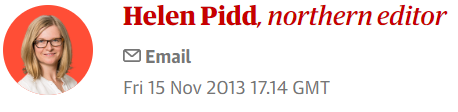 Helen Pidd, northern editor
Email
Fri 15 Nov 2013 17.14 GMT